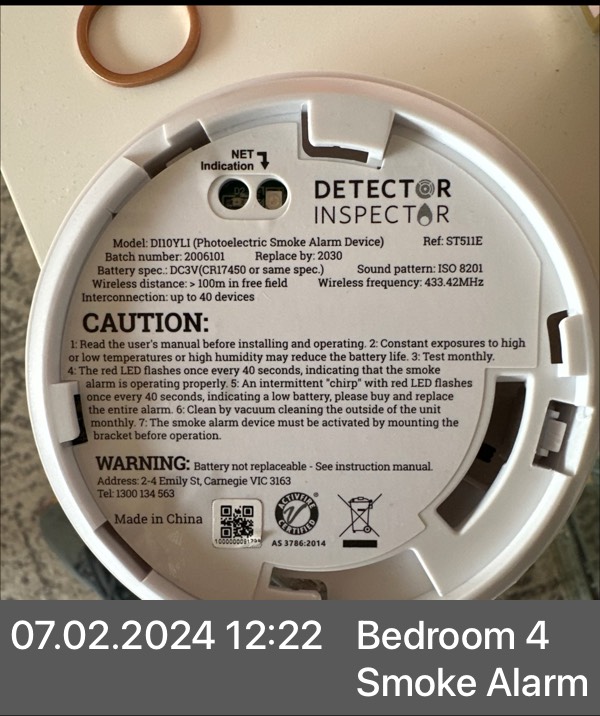 NET
Indication
DETECTOR
INSPECTOR
Model: DI10YLI (Photoelectric Smoke Alarm Device) Ref: ST511E
Batch number: 2006101 Replace by: 2030
Battery spec.: DC3V(CR17450 or same spec.) Sound pattern: ISO 8201
Wireless distance: > 100m in free field Wireless frequency: 433.42MHz
Interconnection: up to 40 devices
CAUTION:
1: Read the user's manual before installing and operating. 2: Constant exposures to high
or low temperatures or high humidity may reduce the battery life. 3: Test monthly.
4: The red LED flashes once every 40 seconds, indicating that the smoke
alarm is operating properly. 5: An intermittent "chirp" with red LED flashes
once every 40 seconds, indicating a low battery, please buy and replace
the entire alarm. 6: Clean by vacuum cleaning the outside of the unit
monthly. 7: The smoke alarm device must be activated by mounting the
bracket before operation.
WARNING: Battery not replaceable - See instruction manual.
Address: 2-4 Emily St, Carnegie VIC 3163
Tel: 1300 134 563
Made in China
ACTIVFIRE
CERTIFIED
AS 3786:2014
07.02.2024 12:22 Bedroom 4
Smoke Alarm